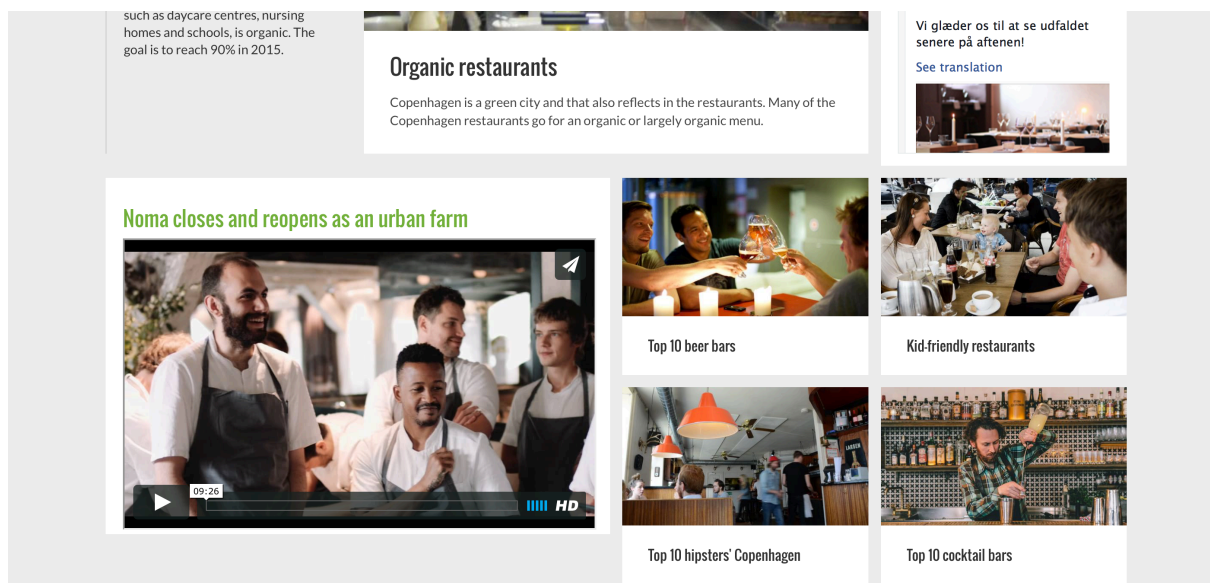 such as daycare centres, nursing
homes and schools, is organic. The
goal is to reach 90% in 2015.
Organic restaurants
Copenhagen is a green city and that also reflects in the restaurants. Many of the
Copenhagen restaurants go for an organic or largely organic menu.
Vi glæder os til at se udfaldet
senere på aftenen!
See translation
Noma closes and reopens as an urban farm
09:26
HD
Top 10 beer bars
Kid-friendly restaurants
Top 10 hipsters' Copenhagen
Top 10 cocktail bars